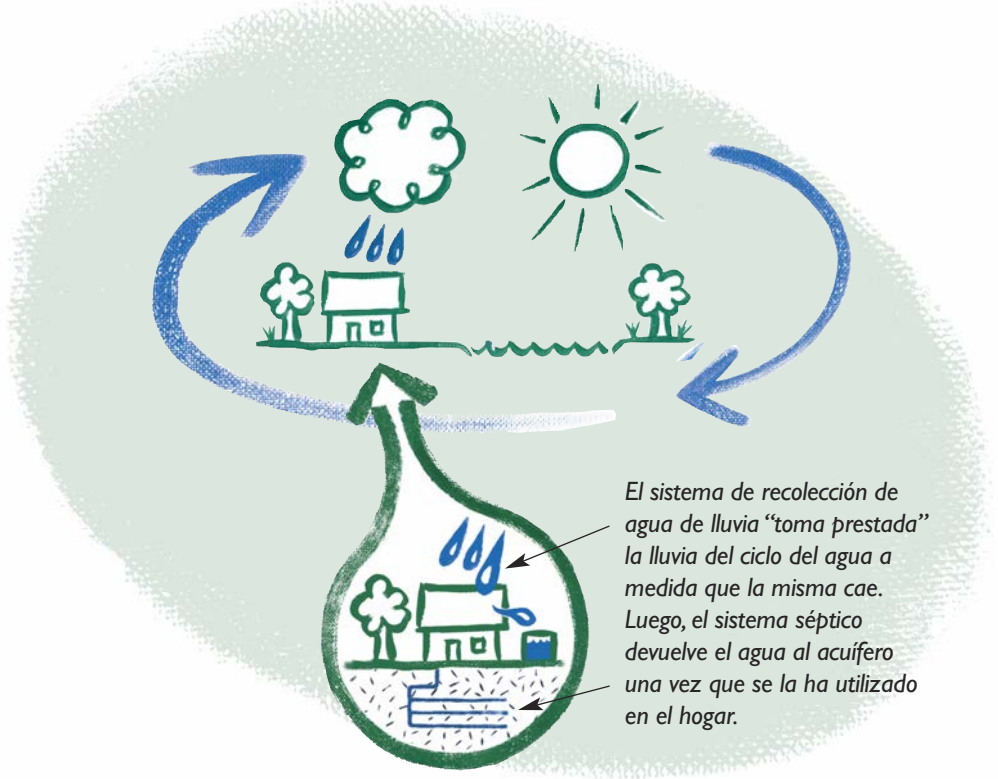 El sistema de recolección de
agua de lluvia “toma prestada”
la lluvia del ciclo del agua a
medida que la misma cae.
Luego, el sistema séptico
devuelve el agua al acuífero
una vez que se la ha utilizado
en el hogar.